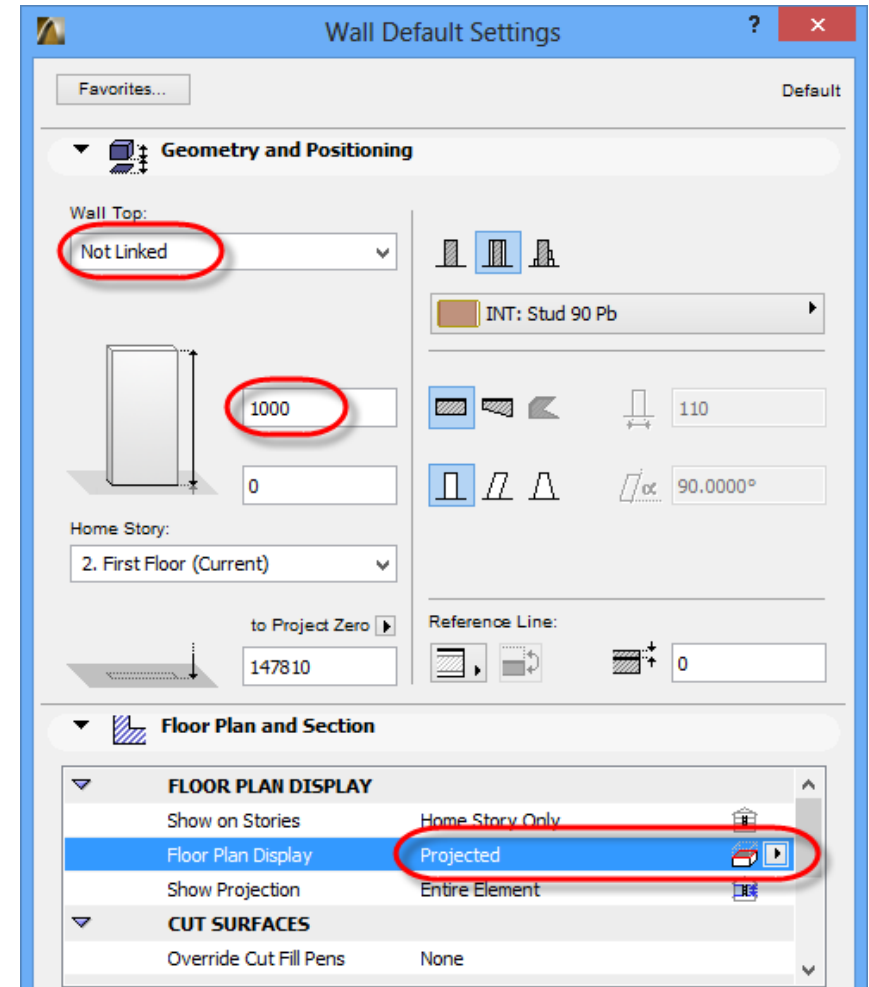 Wall Default Settings ? ×
Favorites... Default
Geometry and Positioning
Wall Top:
Not Linked
INT: Stud 90 Pb
1000
110
0
α 90.0000°
Home Story:
2. First Floor (Current)
to Project Zero
Reference Line:
147810
0
Floor Plan and Section
FLOOR PLAN DISPLAY
Show on Stories Home Story Only
Floor Plan Display Projected
Show Projection Entire Element
CUT SURFACES
Override Cut Fill Pens None